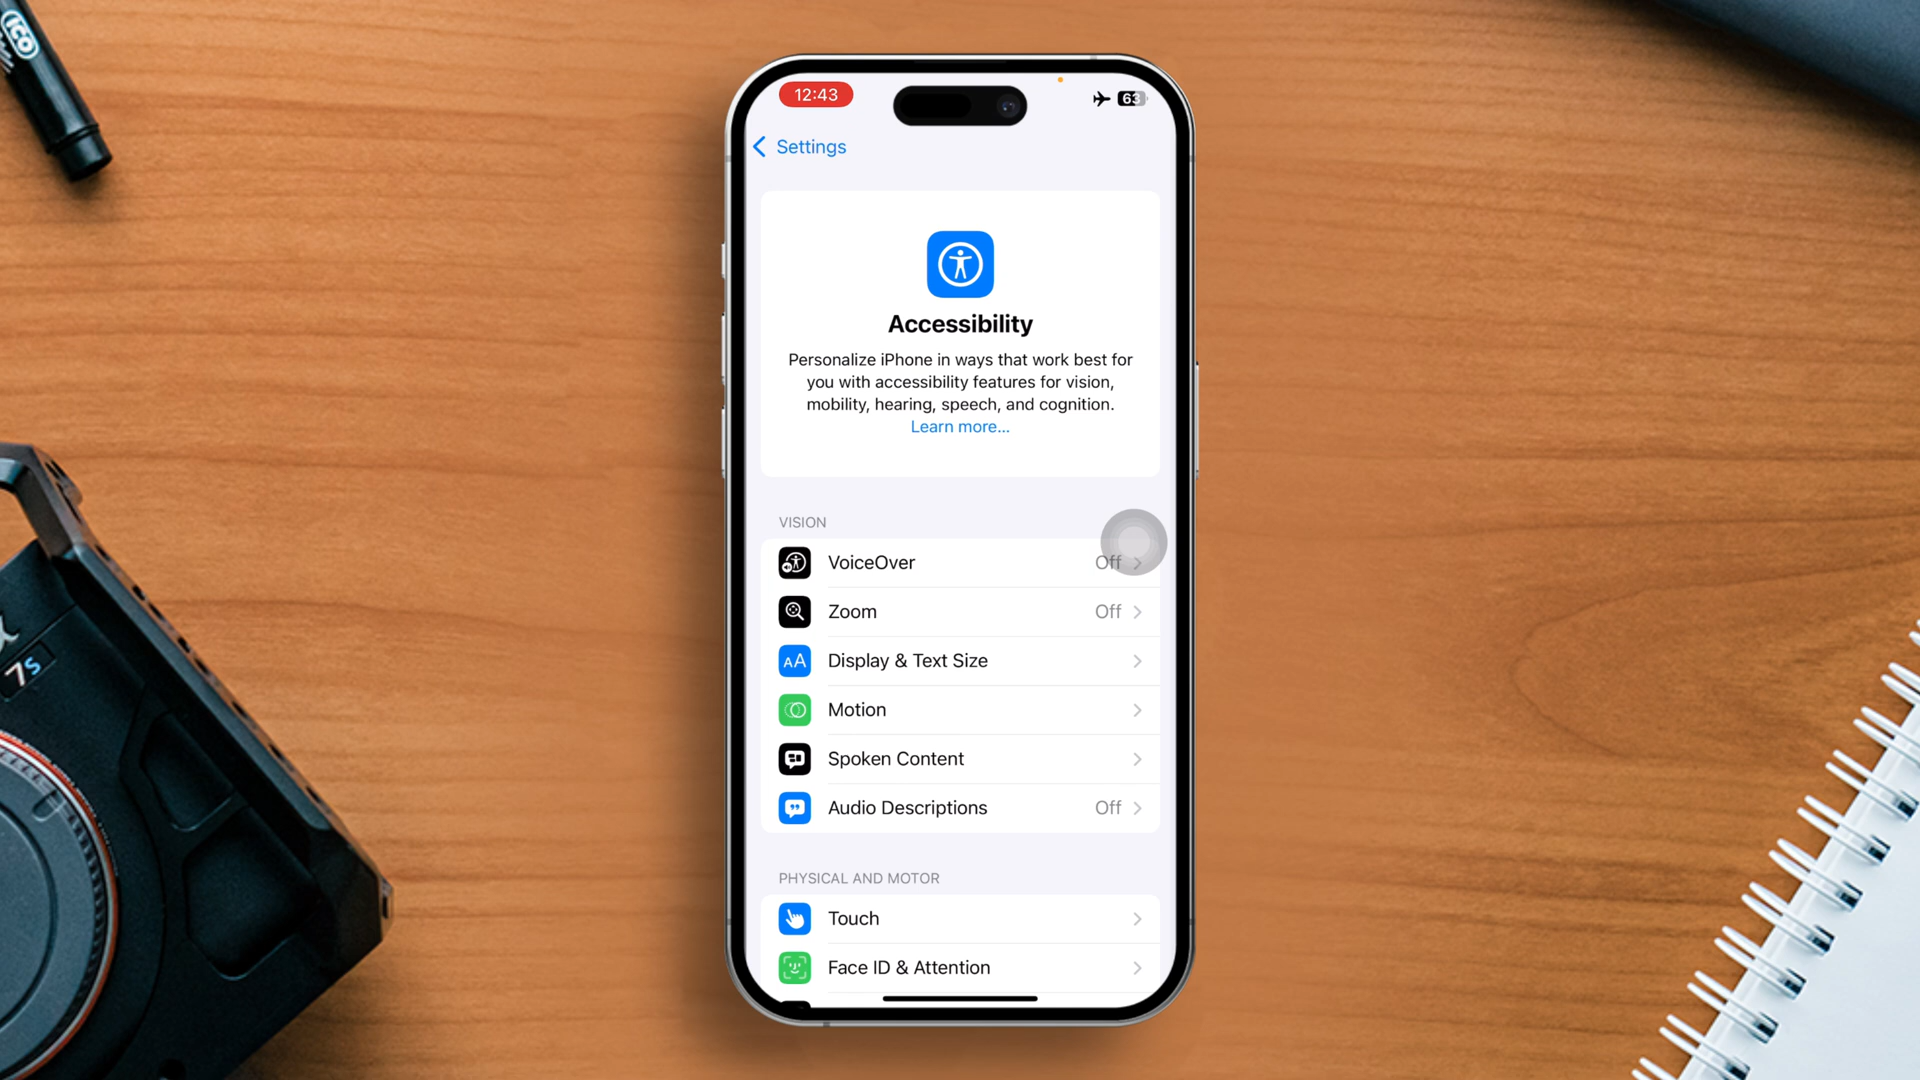 ICO
12:43
63
Settings
Accessibility
Personalize iPhone in ways that work best for
you with accessibility features for vision,
mobility, hearing, speech, and cognition.
Learn more...
VISION
VoiceOver Off
Zoom Off
Display & Text Size
Motion
Spoken Content
Audio Descriptions Off
PHYSICAL AND MOTOR
Touch
Face ID & Attention
7s